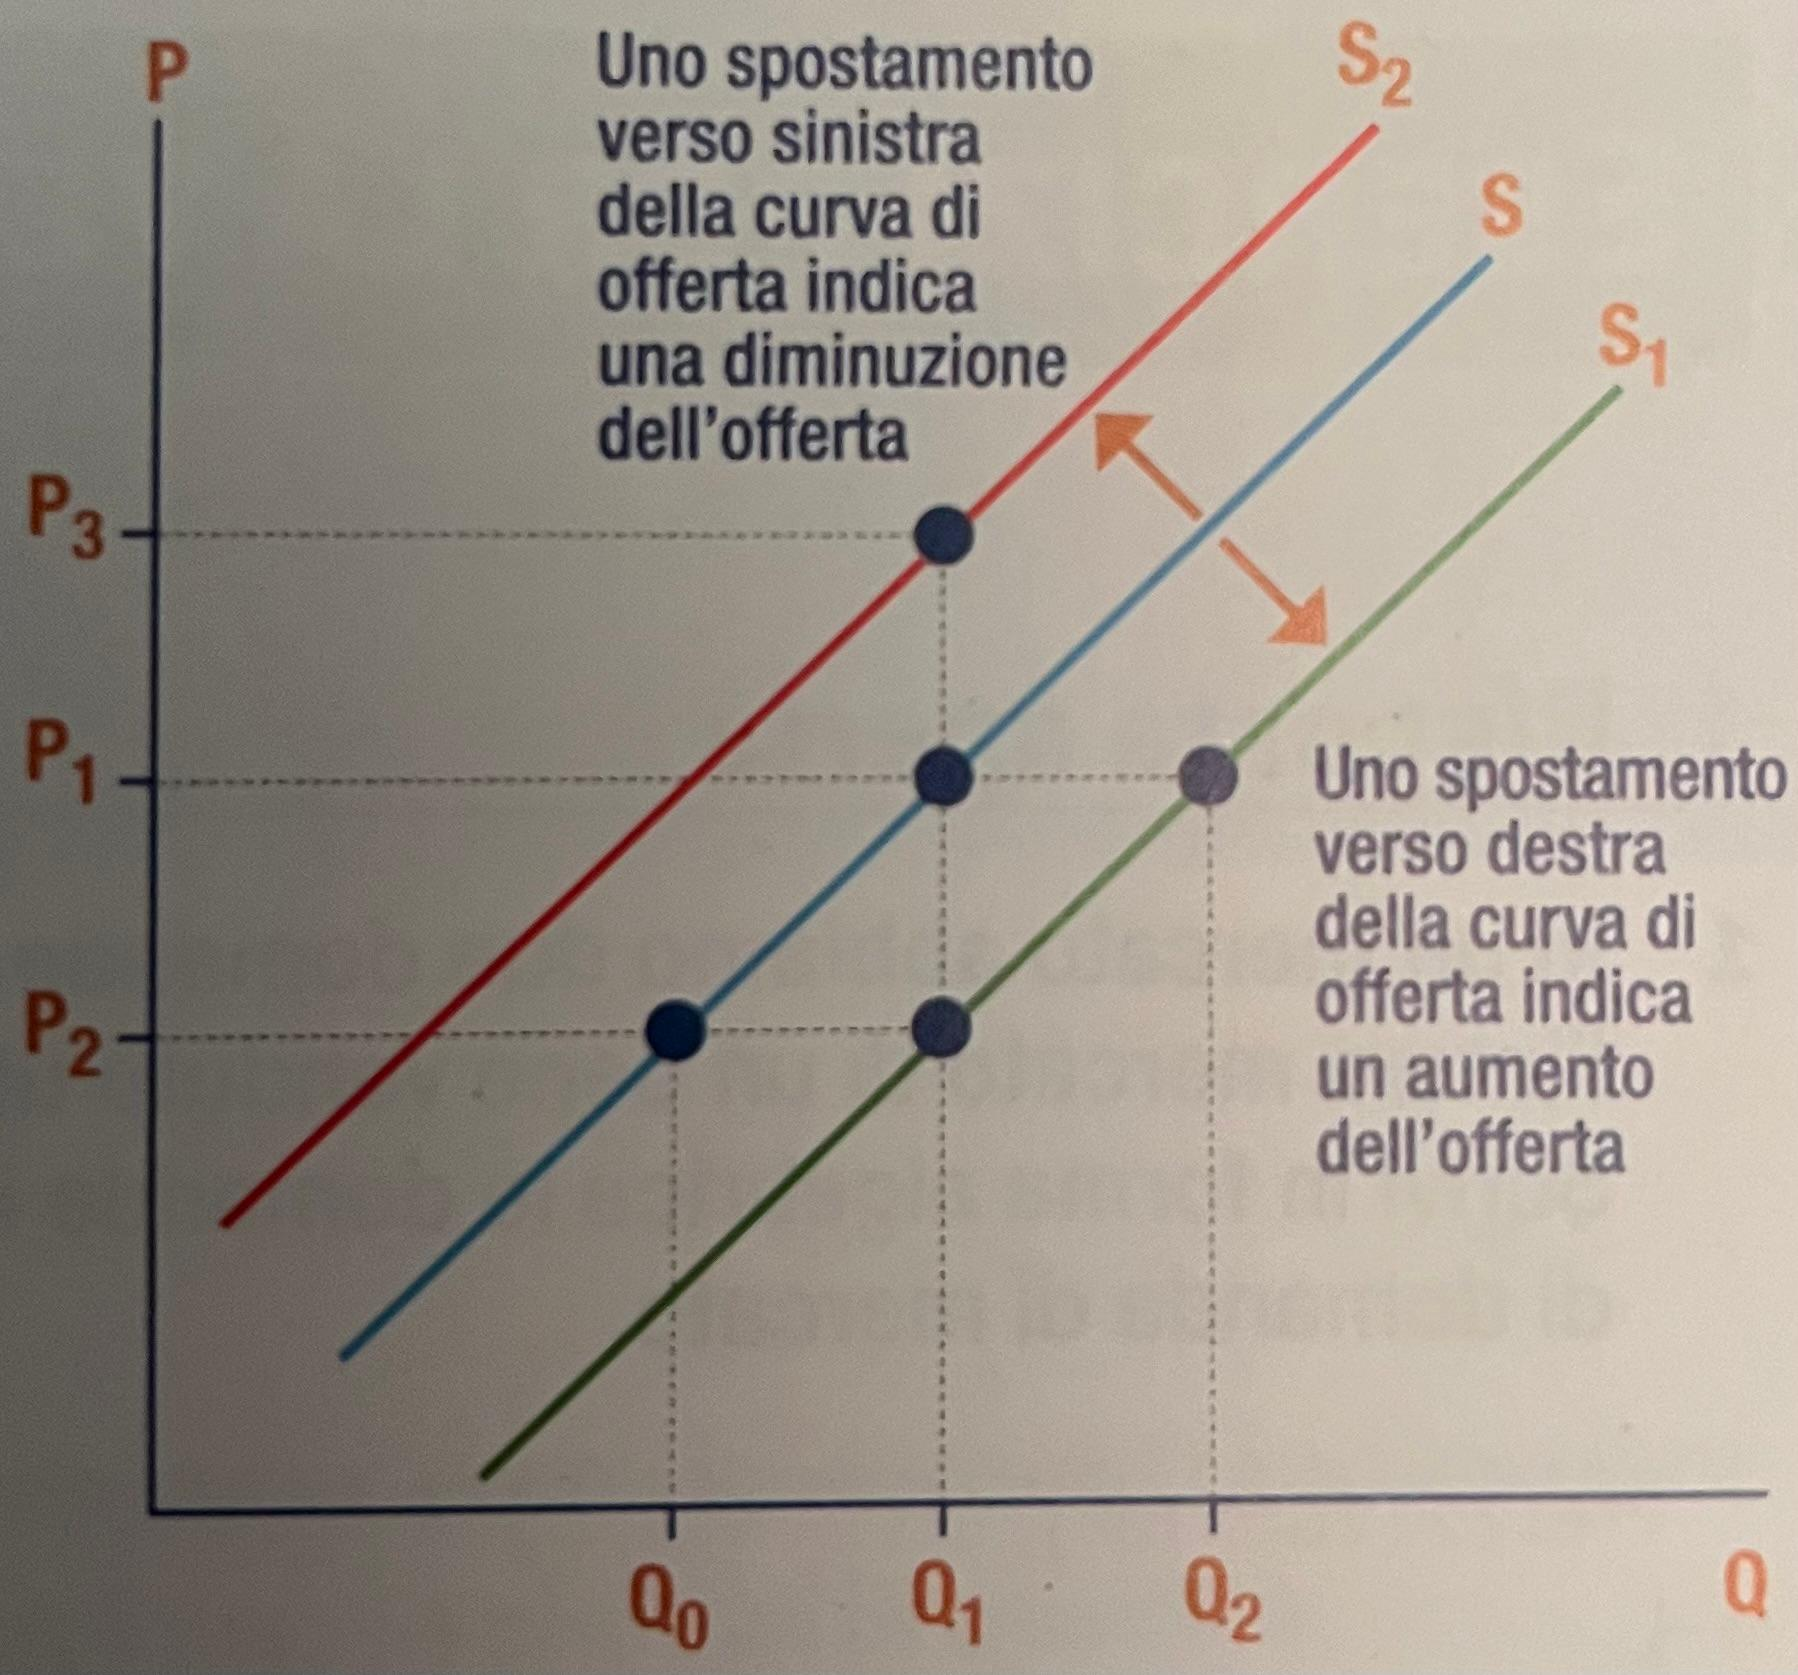 P
Uno spostamento
verso sinistra
della curva di
offerta indica
una diminuzione
dell'offerta
S2
S
S1
P3
P1
P2
Uno spostamento
verso destra
della curva di
offerta indica
un aumento
dell'offerta
Q0
Q1
Q2
Q